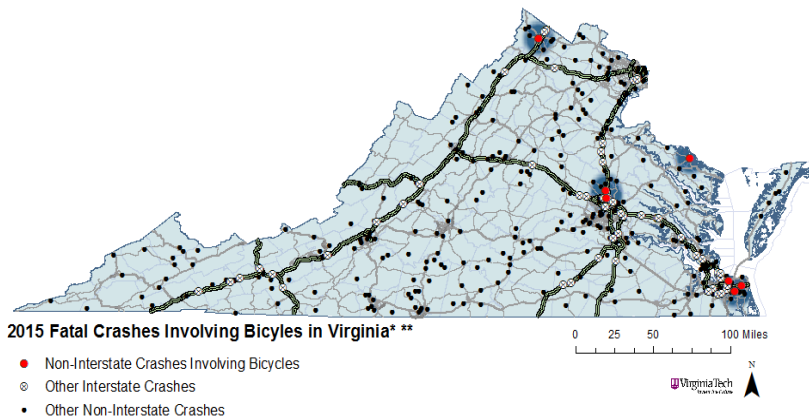 2015 Fatal Crashes Involving Bicyles in Virginia* **
Non-Interstate Crashes Involving Bicycles
Other Interstate Crashes
Other Non-Interstate Crashes
0 25 50 100 Miles
VirginiaTech
N